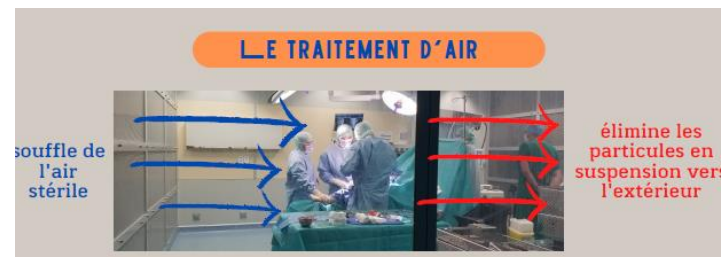 LE TRAITEMENT D'AIR
souffle de
l'air
stérile
élimine les
particules en
suspension vers
l'extérieur